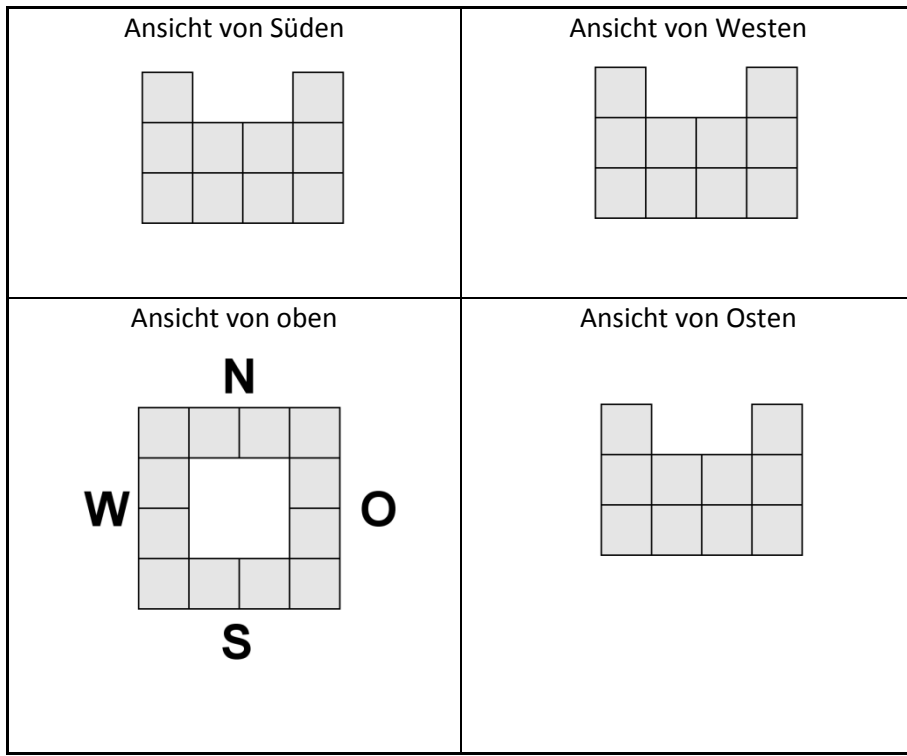 Ansicht von Süden
Ansicht von Westen
Ansicht von oben
N
W
O
S
Ansicht von Osten